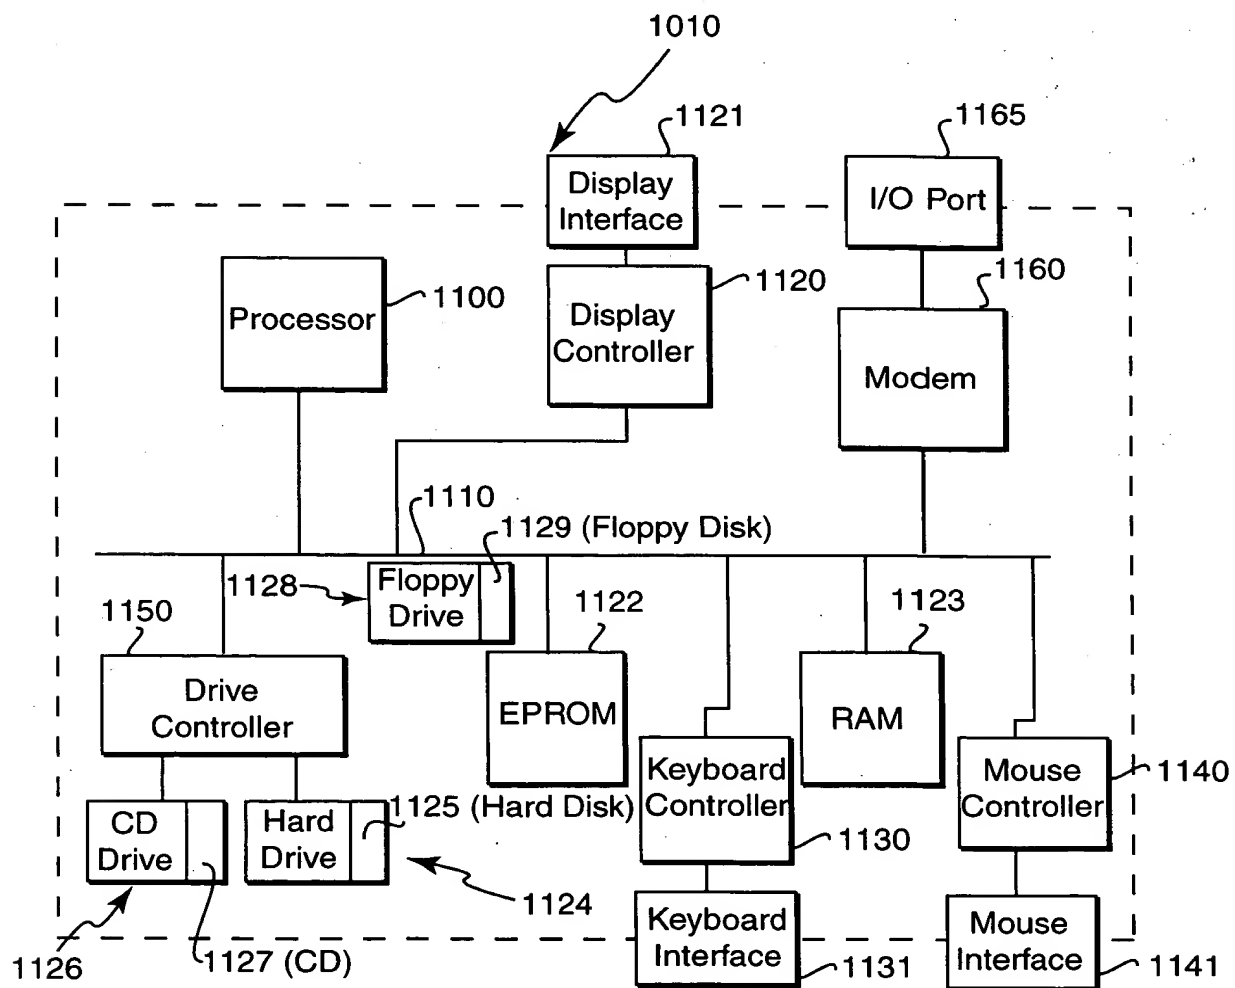 1010
1121
1165
Display
Interface
I/O Port
1160
1100
1120
Processor
Display
Controller
Modem
1110
1129 (Floppy Disk)
1128
Floppy
Drive
1150
1122
1123
Drive
Controller
EPROM
RAM
Keyboard
Controller
Mouse
Controller
1140
CD
Drive
Hard
Drive
1125 (Hard Disk)
1130
1124
Keyboard
Interface
Mouse
Interface
1126
1127 (CD)
1131
1141